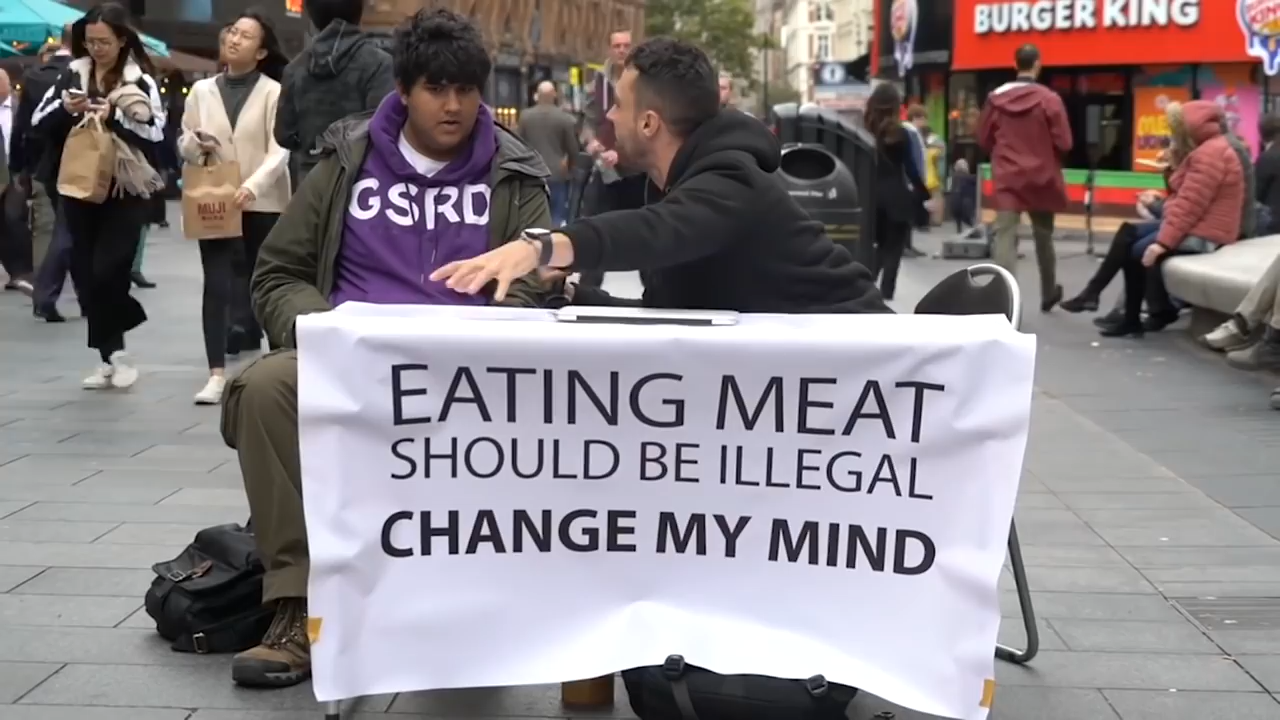 BURGER KING
GSRD
MUJI
EATING MEAT
SHOULD BE ILLEGAL
CHANGE MY MIND